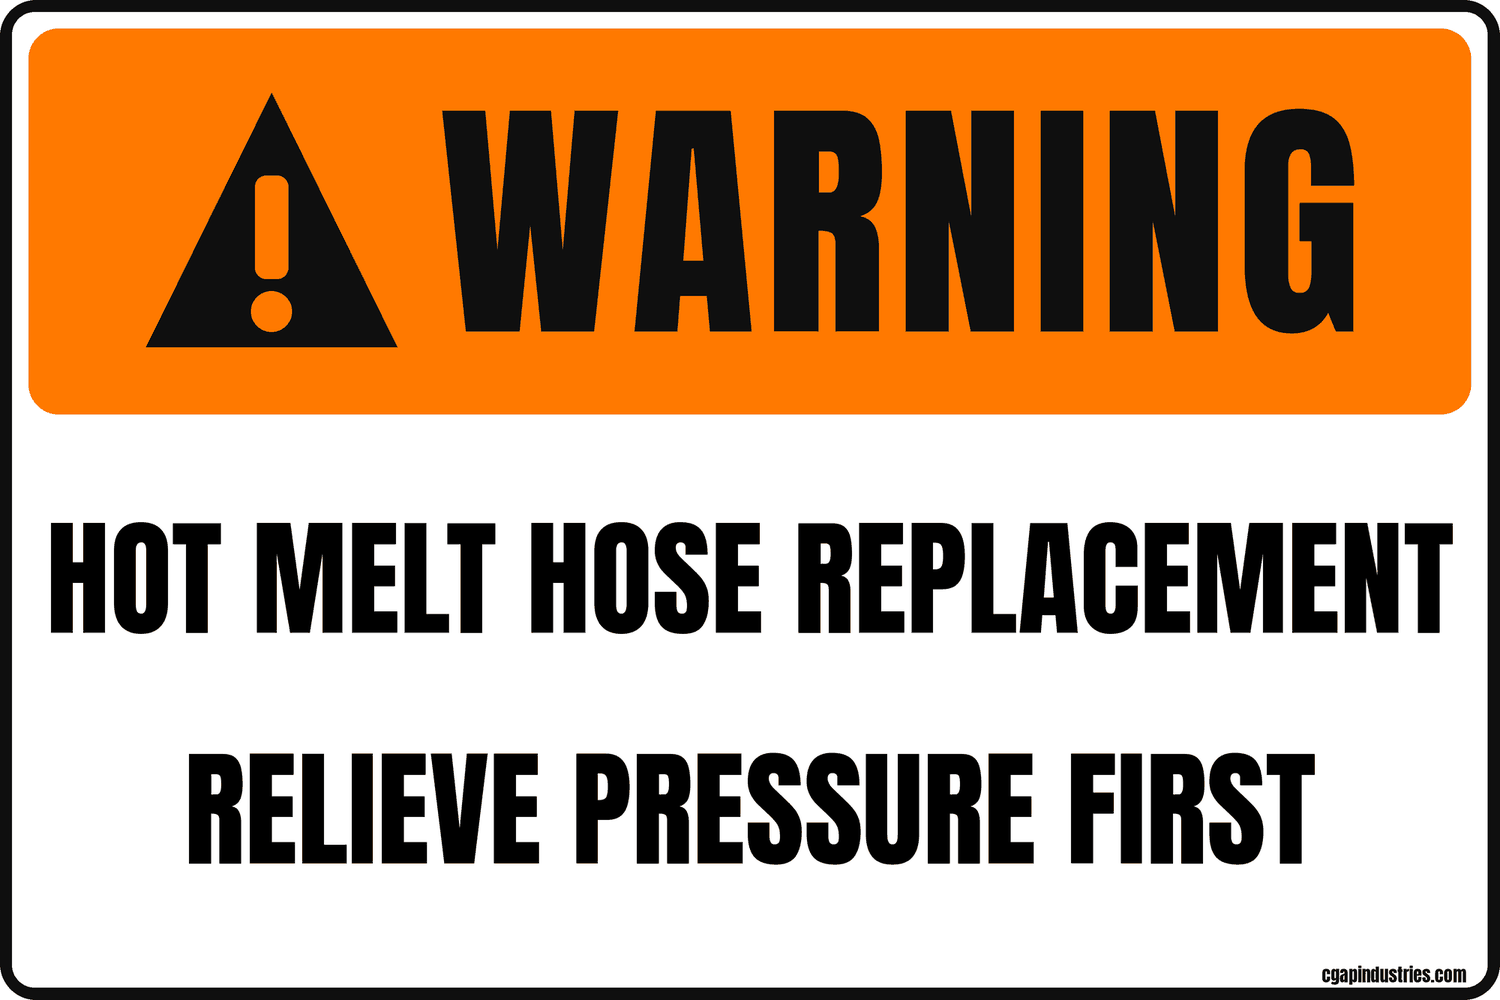 WARNING
HOT MELT HOSE REPLACEMENT
RELIEVE PRESSURE FIRST
cgapindustries.com